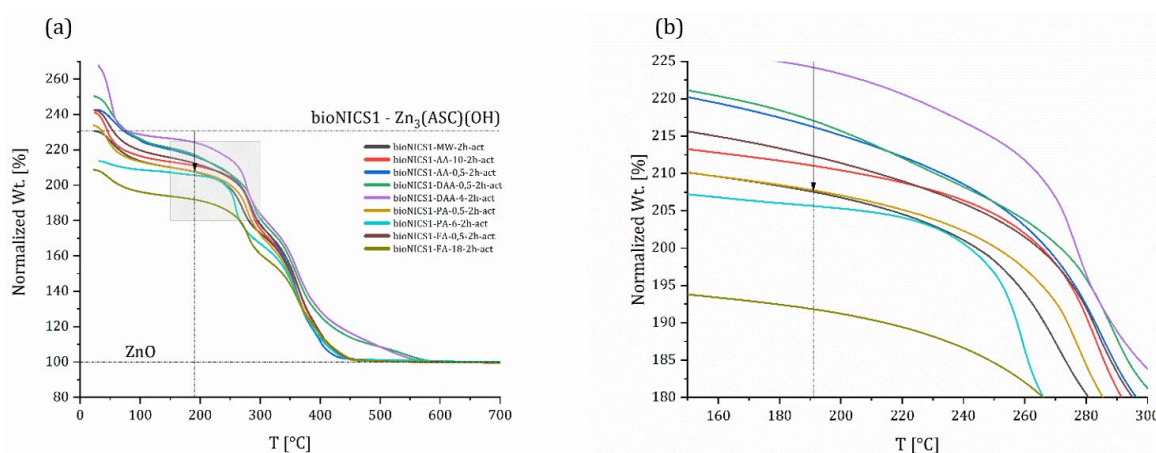 (a)
Normalized Wt. [%]
260
240
220
200
180
160
140
120
100
80
bioNICS1 - Zn₃(ASC)(OH)
bioNICS1-MW-2h-act
bioNICS1-AA-10-2h-act
bioNICS1-AA-0,5-2h-act
bioNICS1-DAA-0,5-2h-act
bioNICS1-DAA-4-2h-act
bioNICS1-PA-0,5-2h-act
bioNICS1-PA-6-2h-act
bioNICS1-FA-0,5-2h-act
bioNICS1-FA-18-2h-act
ZnO
0 100 200 300 400 500 600 700
T [°C]
(b)
Normalized Wt. [%]
225
220
215
210
205
200
195
190
185
180
160 180 200 220 240 260 280 300
T [°C]